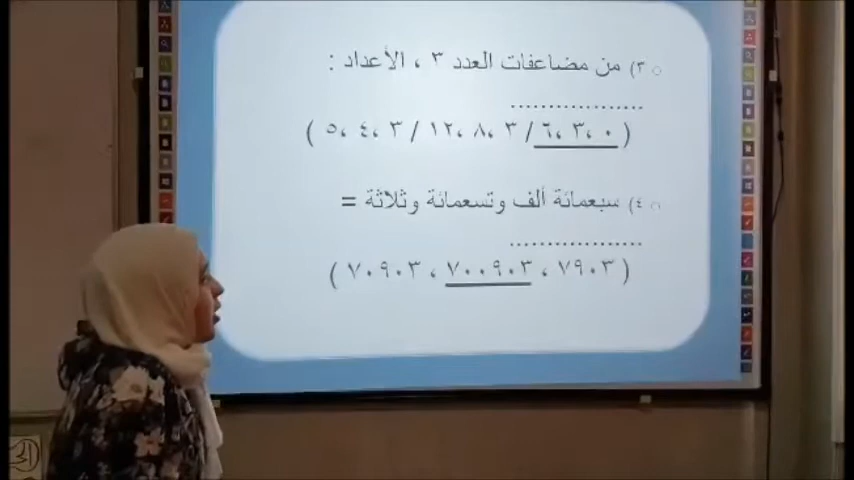 ٣) من مضاعفات العدد ٣ ، الأعداد :
.......................
( ٠ ،٣ ،٦ / ٣ ،٨ ،١٢ / ٣ ،٤ ،٥ )
٤) سبعمائة ألف وتسعمائة وثلاثة =
.......................
( ٧٩٠٣ ، ٧٠٠٩٠٣ ، ٧٠٩٠٣ )